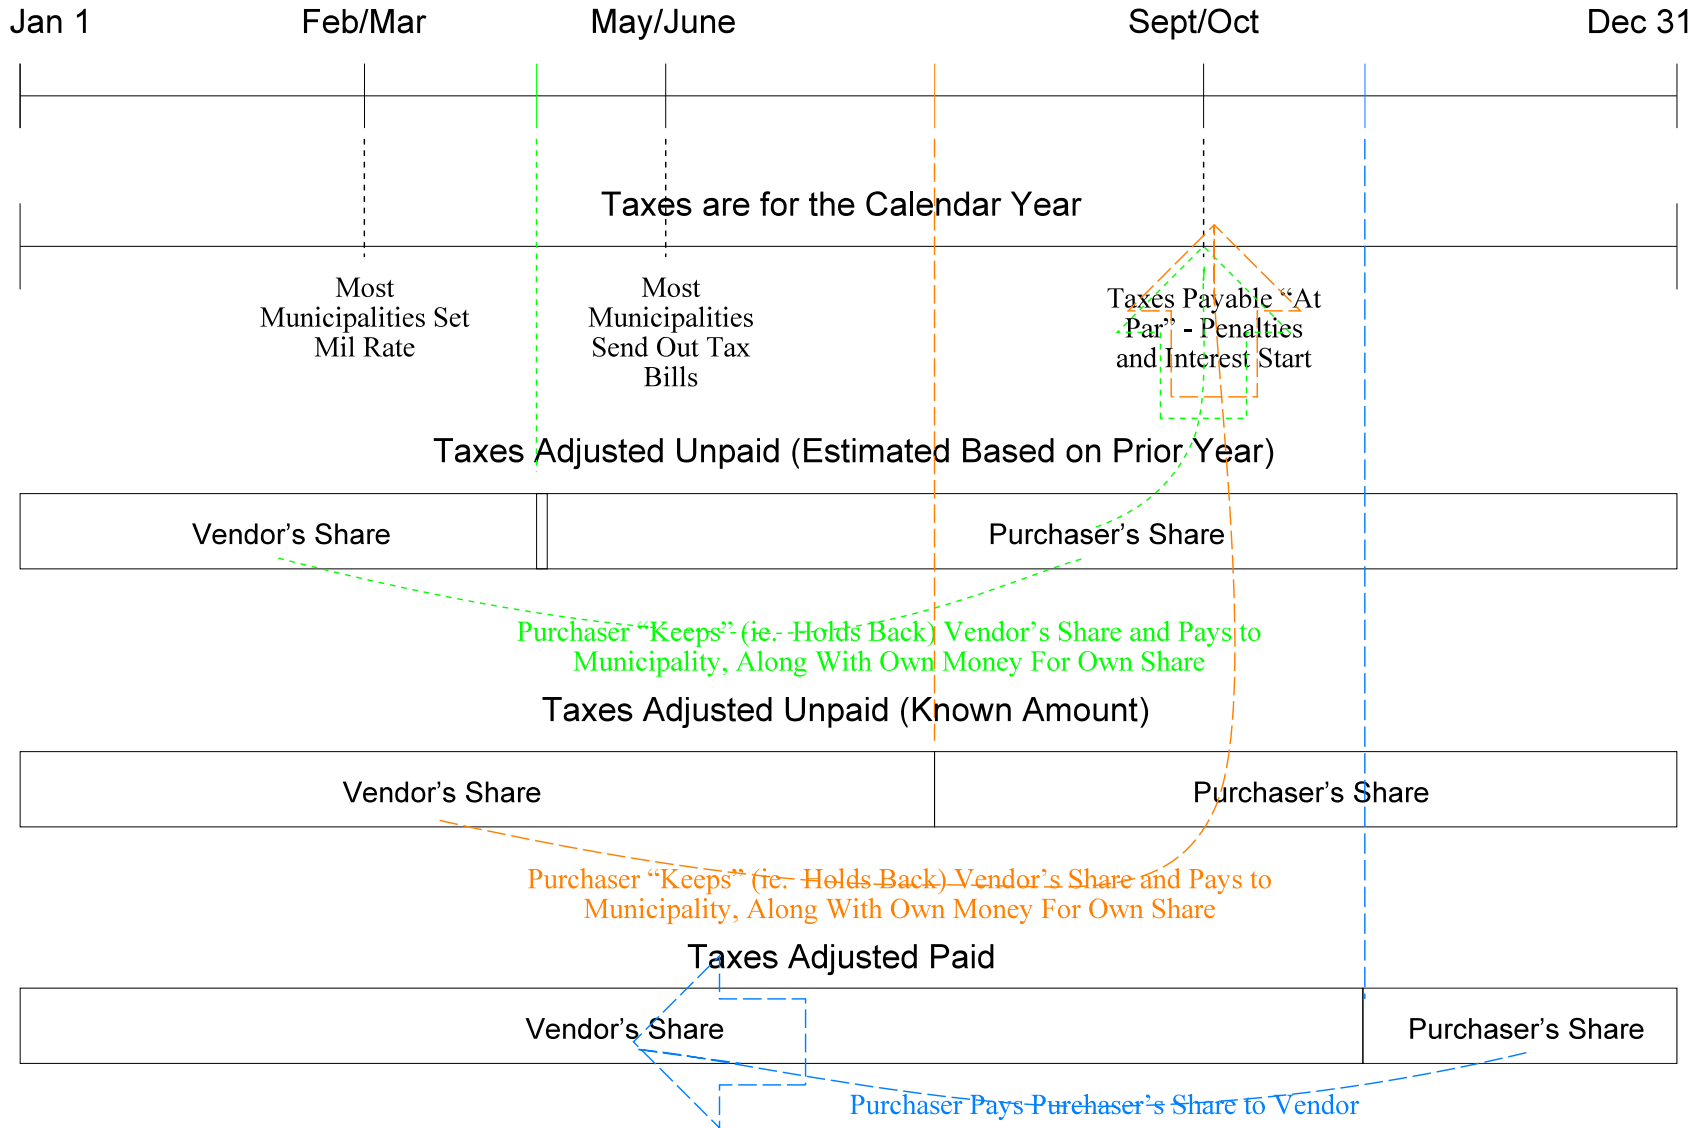 Jan 1 Feb/Mar May/June Sept/Oct Dec 31
Taxes are for the Calendar Year
Most
Municipalities Set
Mil Rate
Most
Municipalities
Send Out Tax
Bills
Taxes Payable “At
Par” - Penalties
and Interest Start
Taxes Adjusted Unpaid (Estimated Based on Prior Year)
Vendor’s Share Purchaser’s Share
Purchaser “Keeps” (ie.  Holds Back) Vendor’s Share and Pays to
Municipality, Along With Own Money For Own Share
Taxes Adjusted Unpaid (Known Amount)
Vendor’s Share Purchaser’s Share
Purchaser “Keeps” (ie.  Holds Back) Vendor’s Share and Pays to
Municipality, Along With Own Money For Own Share
Taxes Adjusted Paid
Vendor’s Share Purchaser’s Share
Purchaser Pays Purchaser’s Share to Vendor